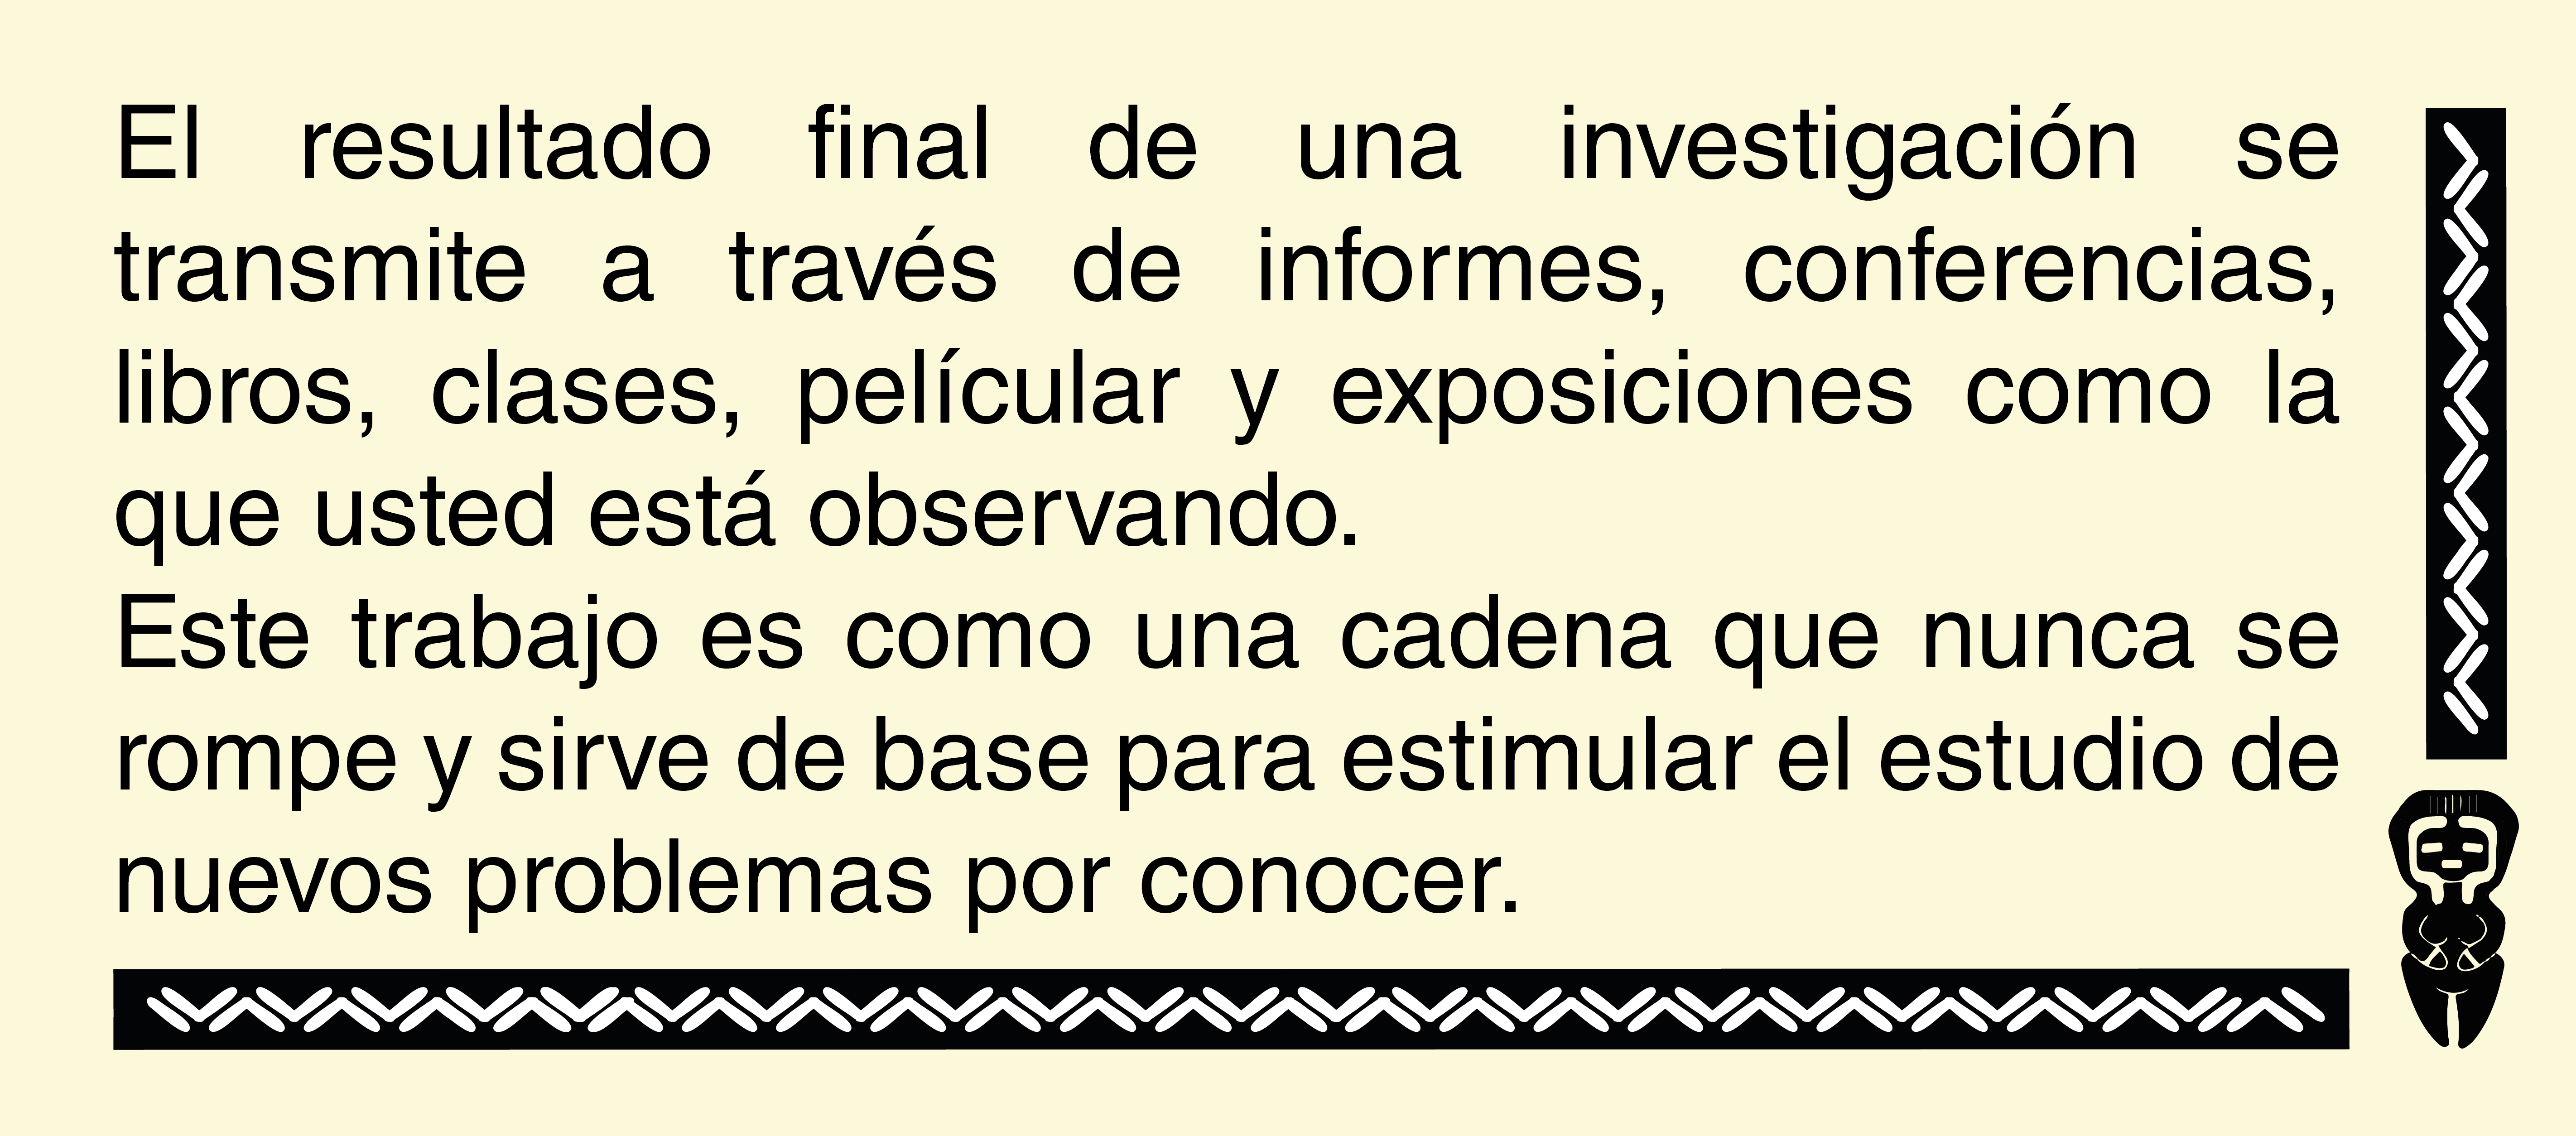 El resultado final de una investigación se
transmite a través de informes, conferencias,
libros, clases, películar y exposiciones como la
que usted está observando.
Este trabajo es como una cadena que nunca se
rompe y sirve de base para estimular el estudio de
nuevos problemas por conocer.